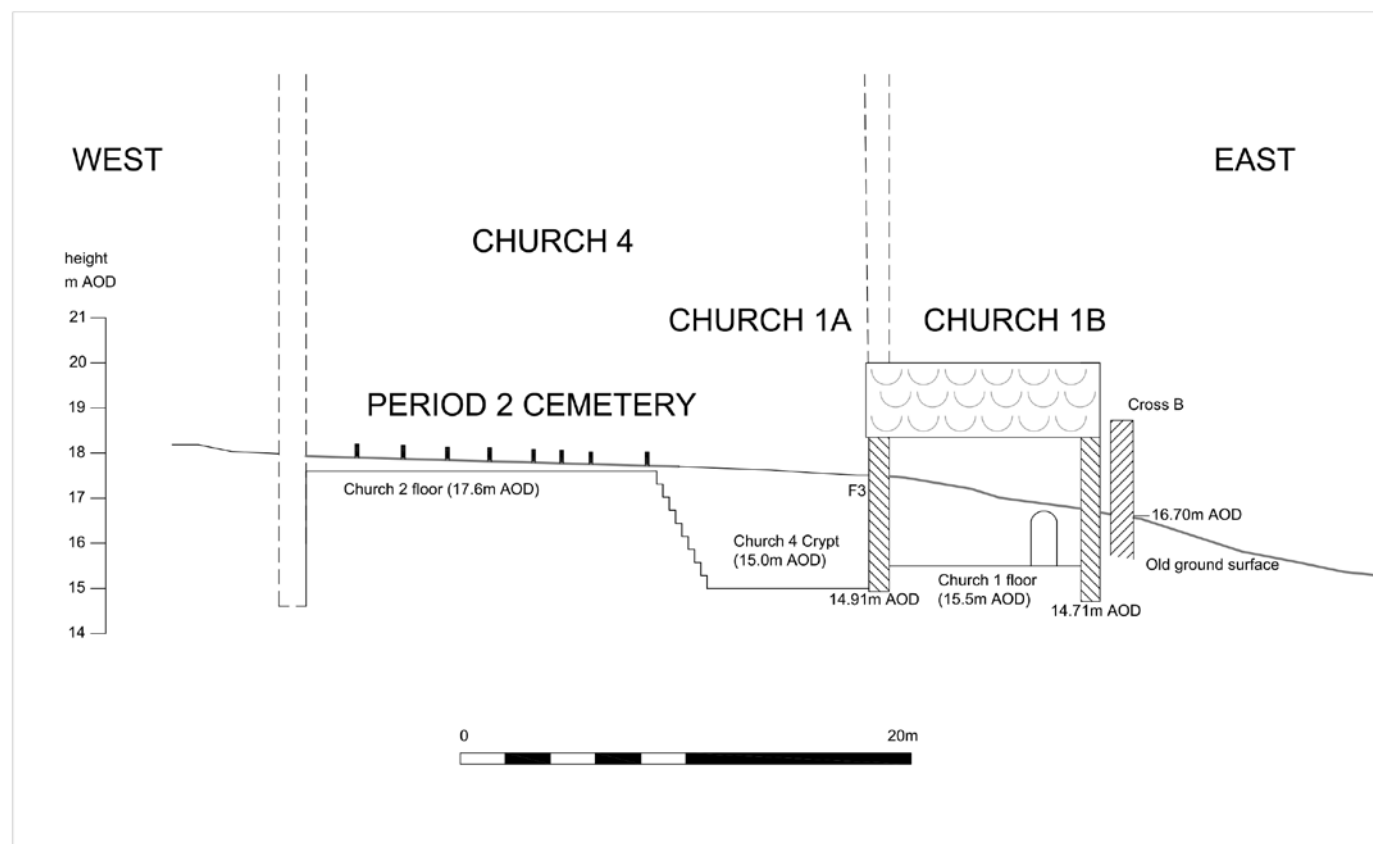 WEST
EAST
CHURCH 4
height
m AOD
21
20
19
18
17
16
15
14
CHURCH 1A
CHURCH 1B
PERIOD 2 CEMETERY
Cross B
Church 2 floor (17.6m AOD)
F3
16.70m AOD
Church 4 Crypt
(15.0m AOD)
Old ground surface
Church 1 floor
(15.5m AOD)
14.91m AOD
14.71m AOD
0
20m